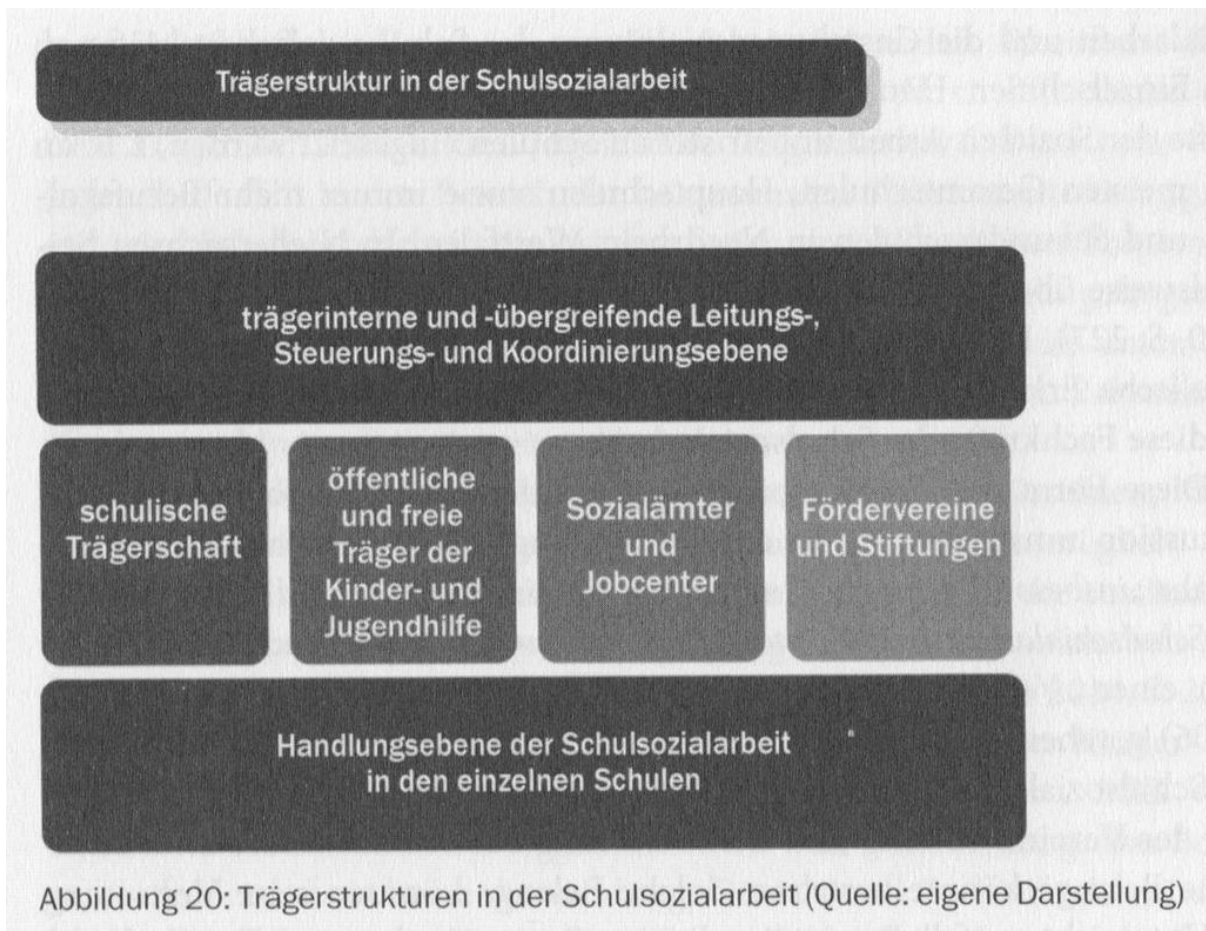 Trägerstruktur in der Schulsozialarbeit
trägerinterne und -übergreifende Leitungs-,
Steuerungs- und Koordinierungsebene
schulische
Trägerschaft
öffentliche
und freie
Träger der
Kinder- und
Jugendhilfe
Sozialämter
und
Jobcenter
Fördervereine
und Stiftungen
Handlungsebene der Schulsozialarbeit
in den einzelnen Schulen
Abbildung 20: Trägerstrukturen in der Schulsozialarbeit (Quelle: eigene Darstellung)